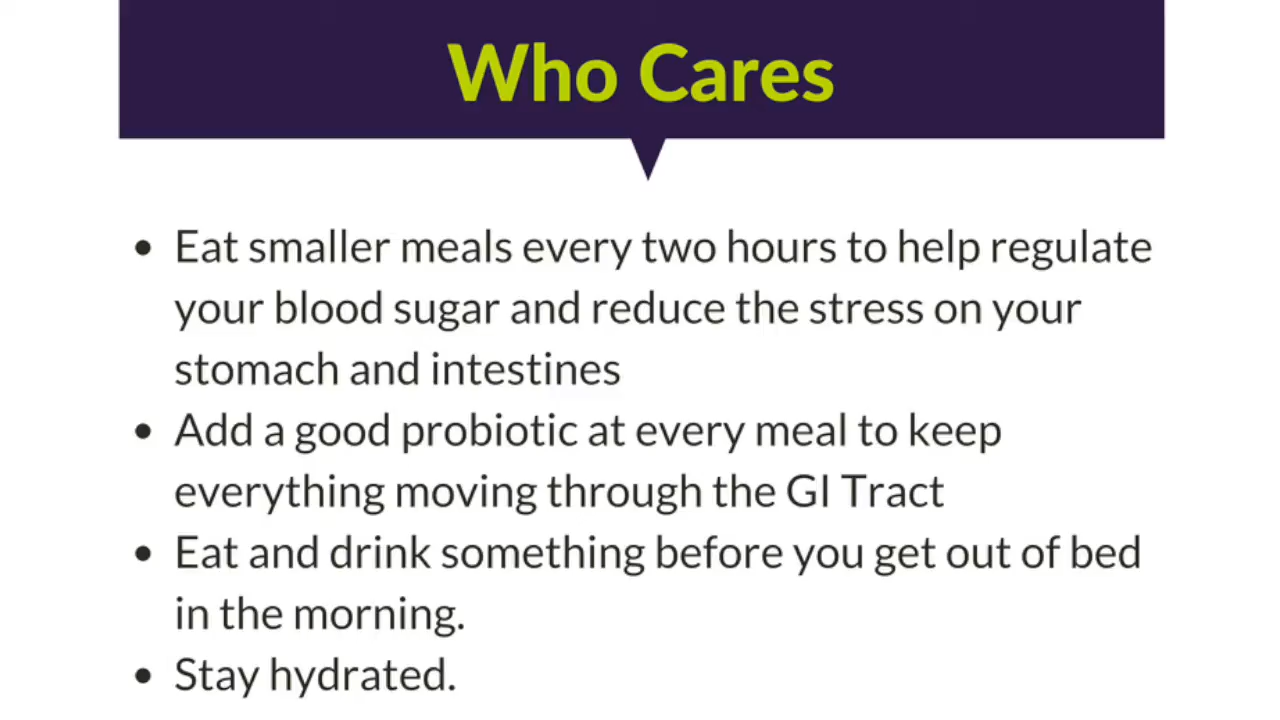 Who Cares
• Eat smaller meals every two hours to help regulate
your blood sugar and reduce the stress on your
stomach and intestines
• Add a good probiotic at every meal to keep
everything moving through the GI Tract
• Eat and drink something before you get out of bed
in the morning.
• Stay hydrated.